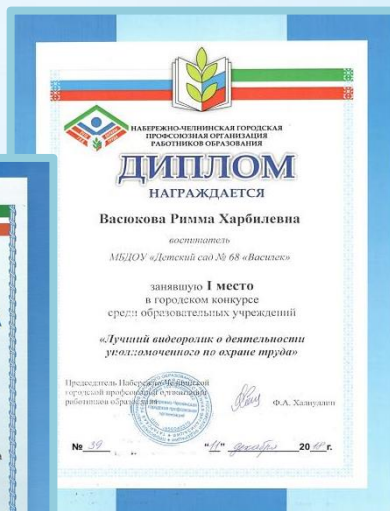 НАБЕРЕЖНО-ЧЕЛНИНСКАЯ ГОРОДСКАЯ
ПРОФСОЮЗНАЯ ОРГАНИЗАЦИЯ
РАБОТНИКОВ ОБРАЗОВАНИЯ
ДИПЛОМ
НАГРАЖДАЕТСЯ
Васюкова Римма Харбилевна
воспитатель
МБДОУ «Детский сад № 68 «Василек»
занявшую I место
в городском конкурсе
среди образовательных учреждений
«Лучший видеоролик о деятельности
уполномоченного по охране труда»
Председатель Набережно-Челнинской
городской профсоюзной организации
работников образования
Ф.А.
№ 39 "11" декабря 20 г.